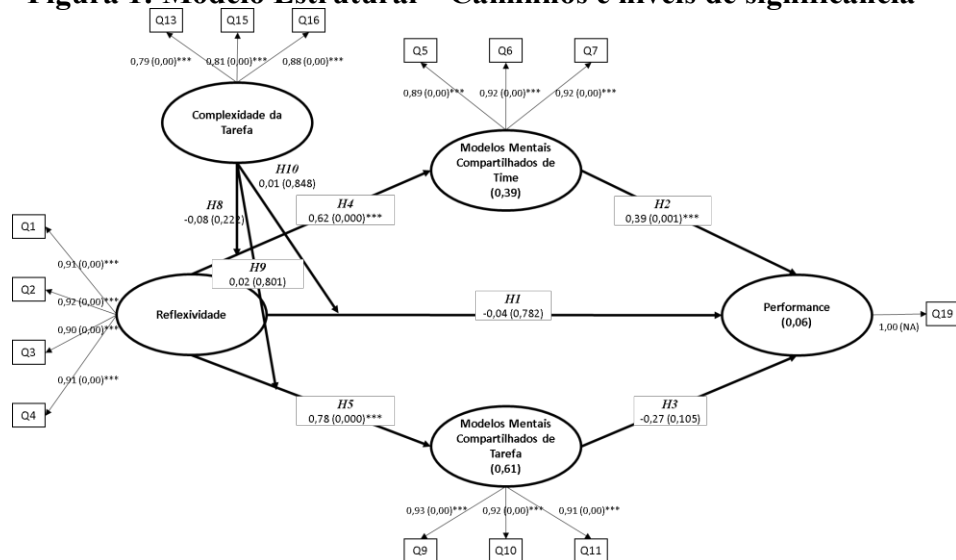 Figura 1: Modelo Estrutural – Caminhos e níveis de significância
Q13
Q15
Q16
0,79 (0,00)***
0,81 (0,00)***
0,88 (0,00)***
Complexidade da
Tarefa
Q5
Q6
Q7
0,89 (0,00)***
0,92 (0,00)***
0,92 (0,00)***
Modelos Mentais
Compartilhados de
Time
(0,39)
H10
0,01 (0,848)
H8
-0,08 (0,222)
H4
0,62 (0,000)***
H2
0,39 (0,001)***
H9
0,02 (0,801)
Q1
Q2
Q3
Q4
0,91 (0,00)***
0,92 (0,00)***
0,90 (0,00)***
0,91 (0,00)***
Reflexividade
H1
-0,04 (0,782)
Performance
(0,06)
1,00 (NA)
Q19
H5
0,78 (0,000)***
H3
-0,27 (0,105)
Modelos Mentais
Compartilhados de
Tarefa
(0,61)
0,93 (0,00)***
0,92 (0,00)***
0,91 (0,00)***
Q9
Q10
Q11